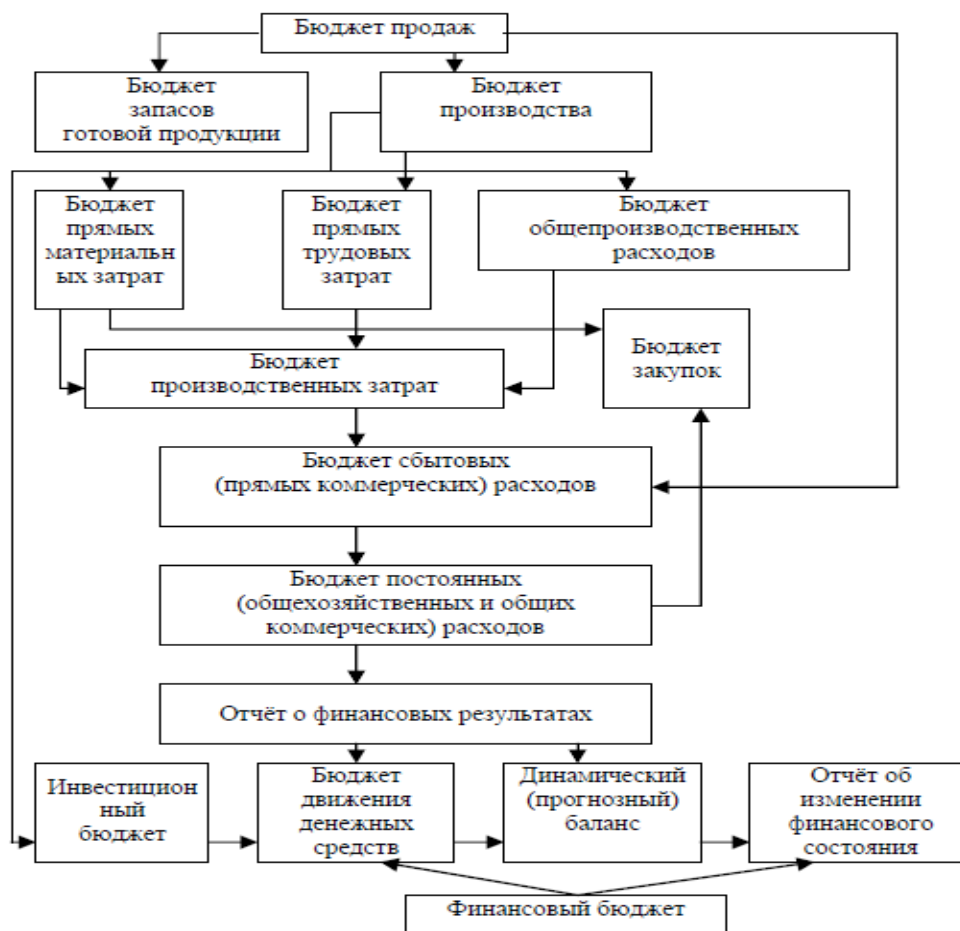 Бюджет продаж
Бюджет
запасов
готовой продукции
Бюджет
производства
Бюджет
прямых
материальн
ых затрат
Бюджет
прямых
трудовых
затрат
Бюджет
общепроизводственных
расходов
Бюджет
производственных затрат
Бюджет
закупок
Бюджет сбытовых
(прямых коммерческих) расходов
Бюджет постоянных
(общехозяйственных и общих
коммерческих) расходов
Отчёт о финансовых результатах
Инвестицион
ный
бюджет
Бюджет
движения
денежных
средств
Динамический
(прогнозный)
баланс
Отчёт об
изменении
финансового
состояния
Финансовый бюджет